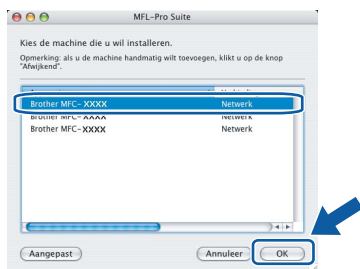 MFL-Pro Suite
Kies de machine die u wil installeren.
Opmerking: als u de machine handmatig wilt toevoegen, klikt u op de knop
"Afwijkend".
Brother MFC- XXXX Netwerk
Brother MFC- XXXX Netwerk
Brother MFC- XXXX Netwerk
Aangepast Annuleer OK